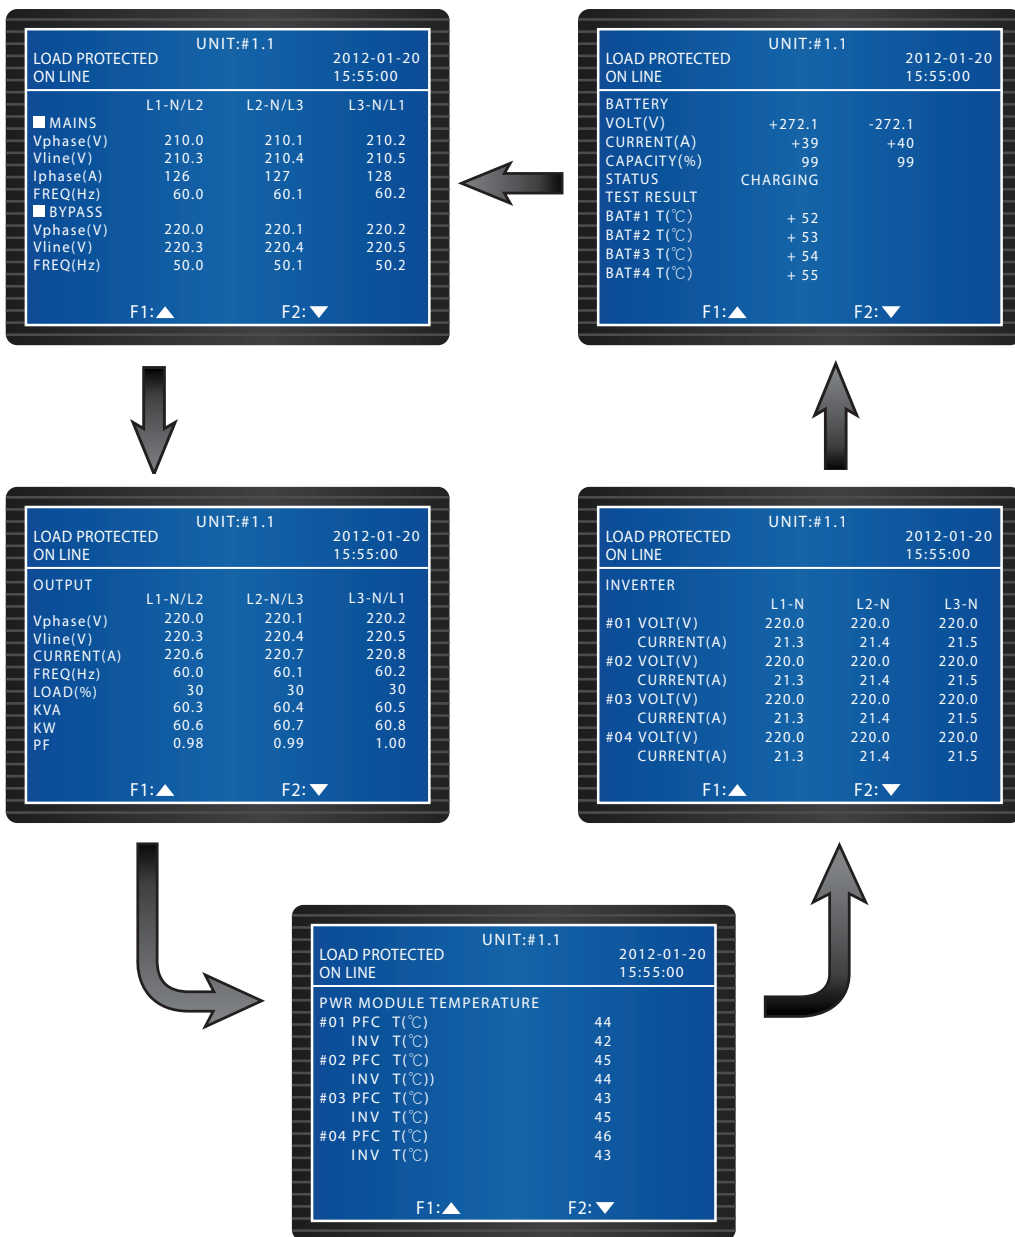 UNIT:#1.1
LOAD PROTECTED 2012-01-20
ON LINE 15:55:00
L1-N/L2 L2-N/L3 L3-N/L1
MAINS
Vphase(V) 210.0 210.1 210.2
Vline(V) 210.3 210.4 210.5
Iphase(A) 126 127 128
FREQ(Hz) 60.0 60.1 60.2
BYPASS
Vphase(V) 220.0 220.1 220.2
Vline(V) 220.3 220.4 220.5
FREQ(Hz) 50.0 50.1 50.2
F1:▲ F2:▼
UNIT:#1.1
LOAD PROTECTED 2012-01-20
ON LINE 15:55:00
BATTERY
VOLT(V) +272.1 -272.1
CURRENT(A) +39 +40
CAPACITY(%) 99 99
STATUS CHARGING
TEST RESULT
BAT#1 T(℃) + 52
BAT#2 T(℃) + 53
BAT#3 T(℃) + 54
BAT#4 T(℃) + 55
F1:▲ F2:▼
UNIT:#1.1
LOAD PROTECTED 2012-01-20
ON LINE 15:55:00
OUTPUT
L1-N/L2 L2-N/L3 L3-N/L1
Vphase(V) 220.0 220.1 220.2
Vline(V) 220.3 220.4 220.5
CURRENT(A) 220.6 220.7 220.8
FREQ(Hz) 60.0 60.1 60.2
LOAD(%) 30 30 30
KVA 60.3 60.4 60.5
KW 60.6 60.7 60.8
PF 0.98 0.99 1.00
F1:▲ F2:▼
UNIT:#1.1
LOAD PROTECTED 2012-01-20
ON LINE 15:55:00
INVERTER
L1-N L2-N L3-N
#01 VOLT(V) 220.0 220.0 220.0
CURRENT(A) 21.3 21.4 21.5
#02 VOLT(V) 220.0 220.0 220.0
CURRENT(A) 21.3 21.4 21.5
#03 VOLT(V) 220.0 220.0 220.0
CURRENT(A) 21.3 21.4 21.5
#04 VOLT(V) 220.0 220.0 220.0
CURRENT(A) 21.3 21.4 21.5
F1:▲ F2:▼
UNIT:#1.1
LOAD PROTECTED 2012-01-20
ON LINE 15:55:00
PWR MODULE TEMPERATURE
#01 PFC T(℃) 44
INV T(℃) 42
#02 PFC T(℃) 45
INV T(℃)) 44
#03 PFC T(℃) 43
INV T(℃) 45
#04 PFC T(℃) 46
INV T(℃) 43
F1:▲ F2:▼